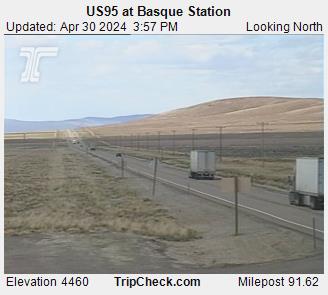 US95 at Basque Station
Updated: Apr 30 2024 3:57 PM Looking North
Elevation 4460 TripCheck.com Milepost 91.62